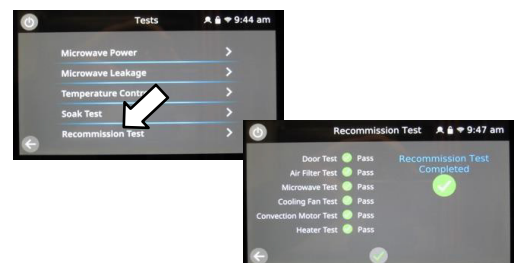 Tests 9:44 am
Microwave Power
Microwave Leakage
Temperature
Soak Test
Recommission Test
Recommission Test 9:47 am
Door Test Pass
Air Filter Test Pass
Microwave Test Pass
Cooling Fan Test Pass
Convection Motor Test Pass
Heater Test Pass
Recommission Test
Completed